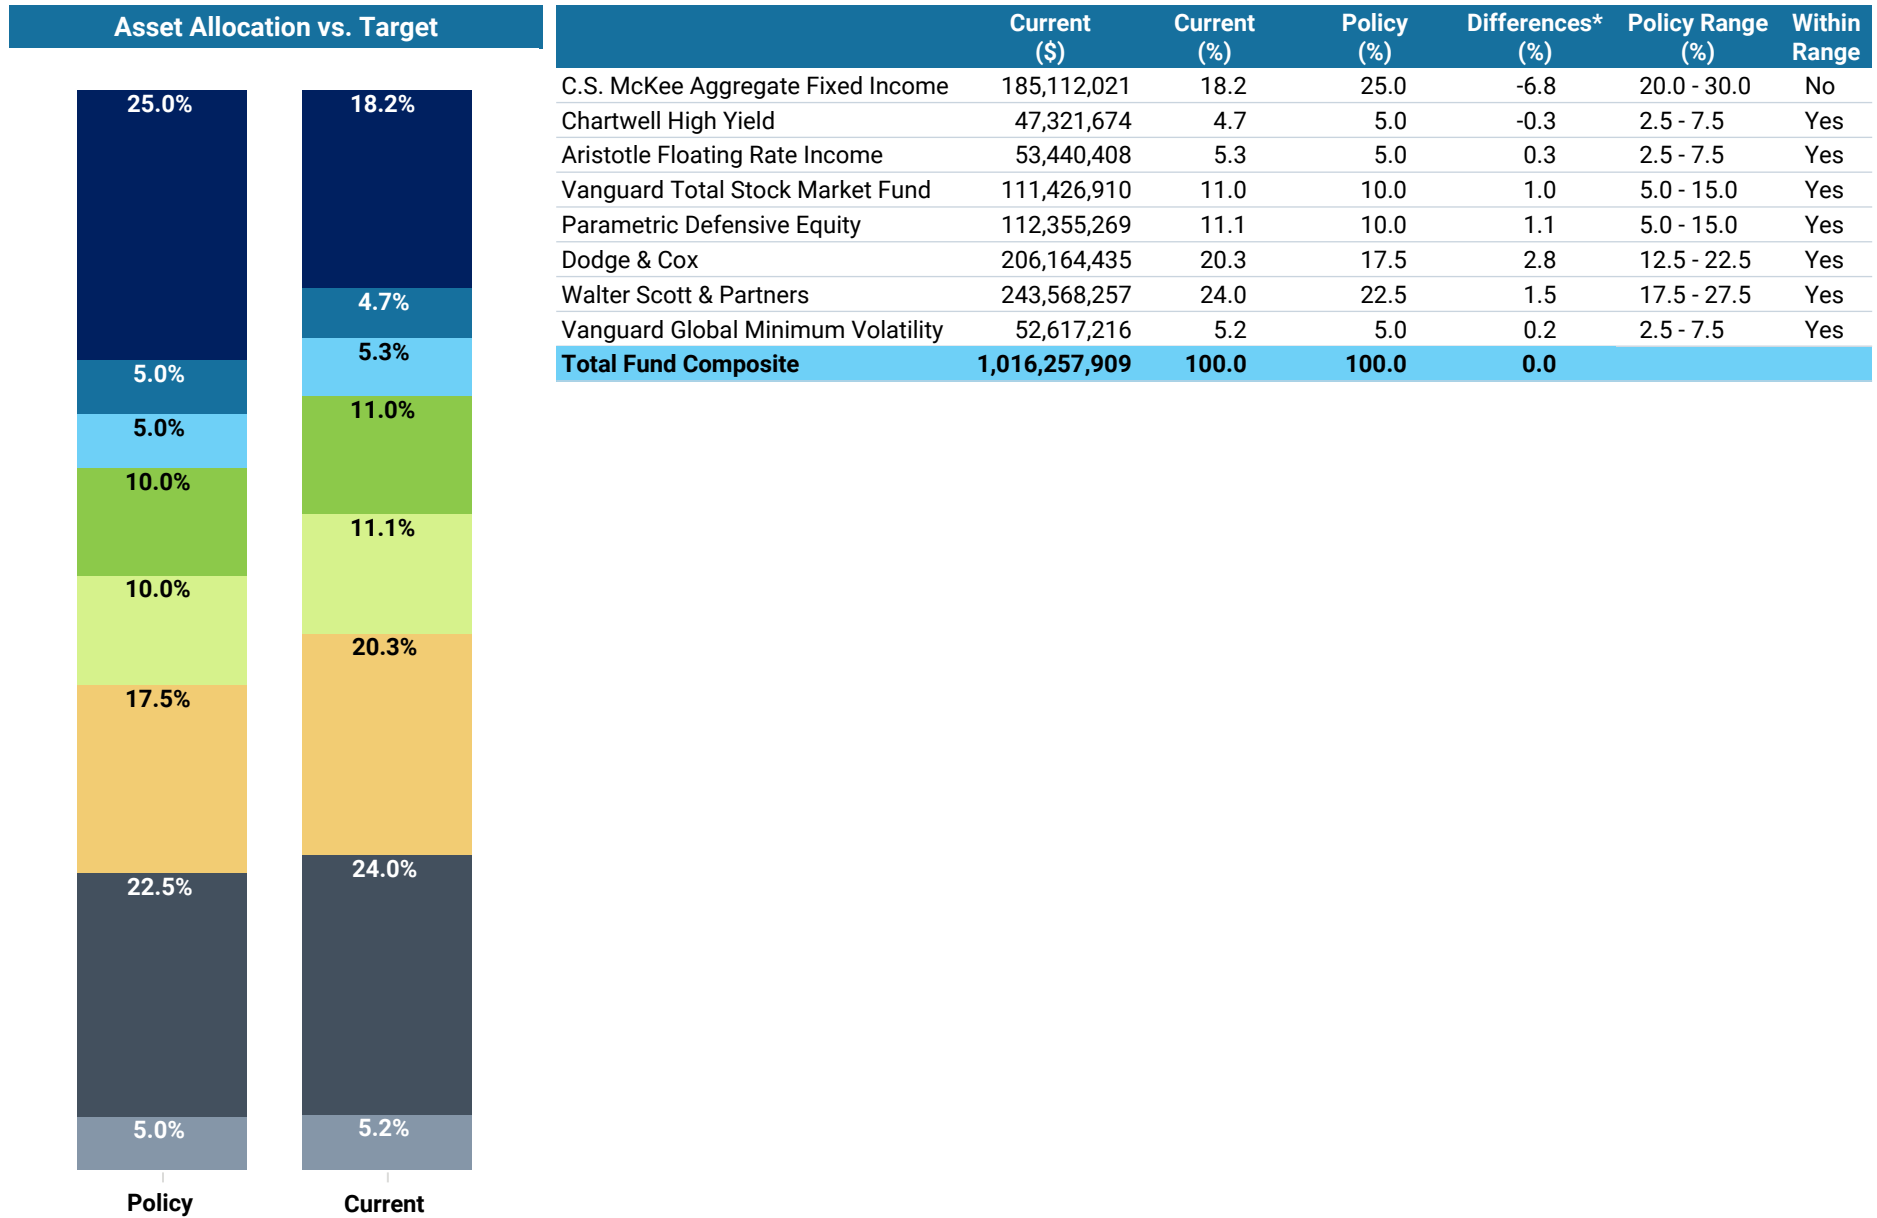 Asset Allocation vs. Target
25.0%
5.0%
5.0%
10.0%
10.0%
17.5%
22.5%
5.0%
Policy
18.2%
4.7%
5.3%
11.0%
11.1%
20.3%
24.0%
5.2%
Current
Current ($) Current (%) Policy (%) Differences* (%) Policy Range (%) Within Range
C.S. McKee Aggregate Fixed Income 185,112,021 18.2 25.0 -6.8 20.0 - 30.0 No
Chartwell High Yield 47,321,674 4.7 5.0 -0.3 2.5 - 7.5 Yes
Aristotle Floating Rate Income 53,440,408 5.3 5.0 0.3 2.5 - 7.5 Yes
Vanguard Total Stock Market Fund 111,426,910 11.0 10.0 1.0 5.0 - 15.0 Yes
Parametric Defensive Equity 112,355,269 11.1 10.0 1.1 5.0 - 15.0 Yes
Dodge & Cox 206,164,435 20.3 17.5 2.8 12.5 - 22.5 Yes
Walter Scott & Partners 243,568,257 24.0 22.5 1.5 17.5 - 27.5 Yes
Vanguard Global Minimum Volatility 52,617,216 5.2 5.0 0.2 2.5 - 7.5 Yes
Total Fund Composite 1,016,257,909 100.0 100.0 0.0